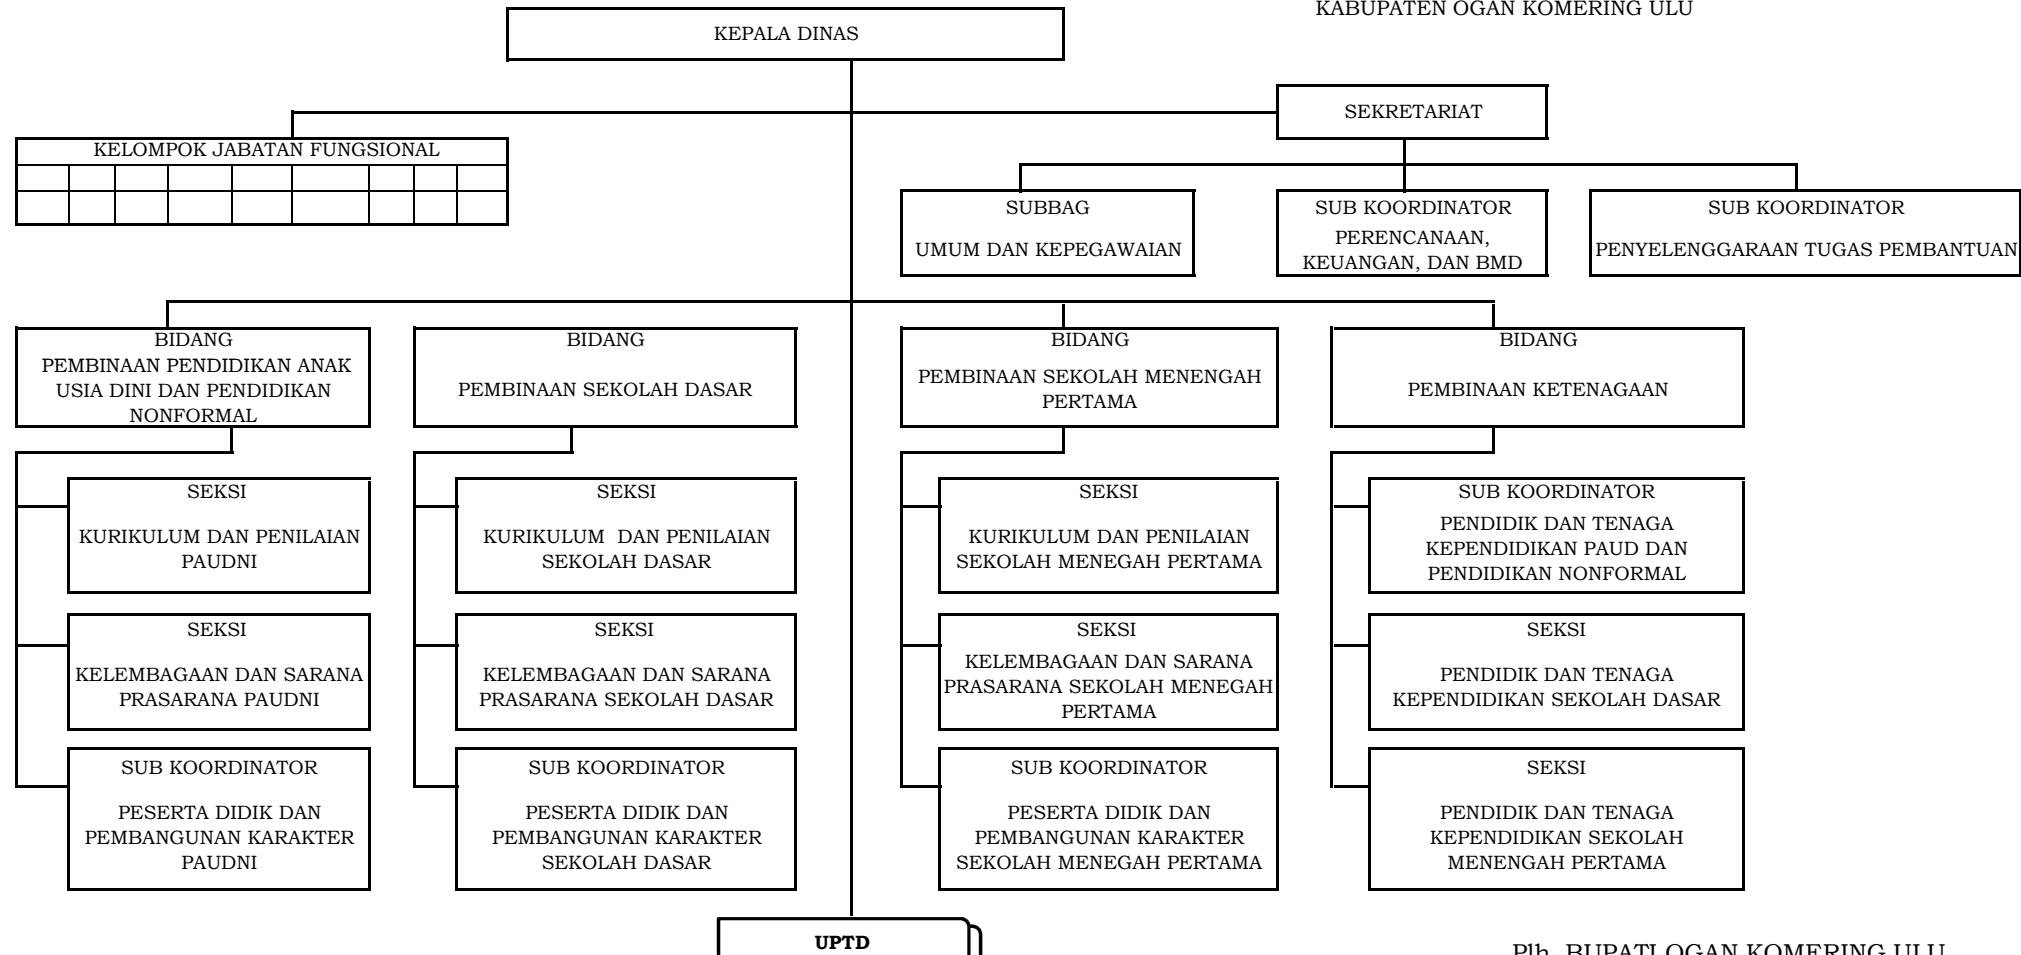 KABUPATEN OGAN KOMERING ULU
KEPALA DINAS
SEKRETARIAT
KELOMPOK JABATAN FUNGSIONAL
SUBBAG
UMUM DAN KEPEGAWAIAN
SUB KOORDINATOR
PERENCANAAN,
KEUANGAN, DAN BMD
SUB KOORDINATOR
PENYELENGGARAAN TUGAS PEMBANTUAN
BIDANG
PEMBINAAN PENDIDIKAN ANAK
USIA DINI DAN PENDIDIKAN
NONFORMAL
BIDANG
PEMBINAAN SEKOLAH DASAR
BIDANG
PEMBINAAN SEKOLAH MENENGAH
PERTAMA
BIDANG
PEMBINAAN KETENAGAAN
SEKSI
KURIKULUM DAN PENILAIAN
PAUDNI
SEKSI
KURIKULUM  DAN PENILAIAN
SEKOLAH DASAR
SEKSI
KURIKULUM DAN PENILAIAN
SEKOLAH MENEGAH PERTAMA
SUB KOORDINATOR
PENDIDIK DAN TENAGA
KEPENDIDIKAN PAUD DAN
PENDIDIKAN NONFORMAL
SEKSI
KELEMBAGAAN DAN SARANA
PRASARANA PAUDNI
SEKSI
KELEMBAGAAN DAN SARANA
PRASARANA SEKOLAH DASAR
SEKSI
KELEMBAGAAN DAN SARANA
PRASARANA SEKOLAH MENEGAH
PERTAMA
SEKSI
PENDIDIK DAN TENAGA
KEPENDIDIKAN SEKOLAH DASAR
SUB KOORDINATOR
PESERTA DIDIK DAN
PEMBANGUNAN KARAKTER
PAUDNI
SUB KOORDINATOR
PESERTA DIDIK DAN
PEMBANGUNAN KARAKTER
SEKOLAH DASAR
SUB KOORDINATOR
PESERTA DIDIK DAN
PEMBANGUNAN KARAKTER
SEKOLAH MENEGAH PERTAMA
SEKSI
PENDIDIK DAN TENAGA
KEPENDIDIKAN SEKOLAH
MENENGAH PERTAMA
UPTD
Plh. BUPATI OGAN KOMERING ULU